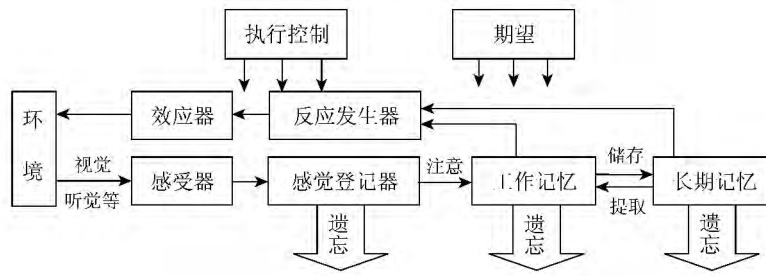 执行控制
期望
环境
效应器
反应发生器
视觉
听觉等
感受器
感觉登记器
注意
工作记忆
储存
提取
长期记忆
遗忘
遗忘
遗忘